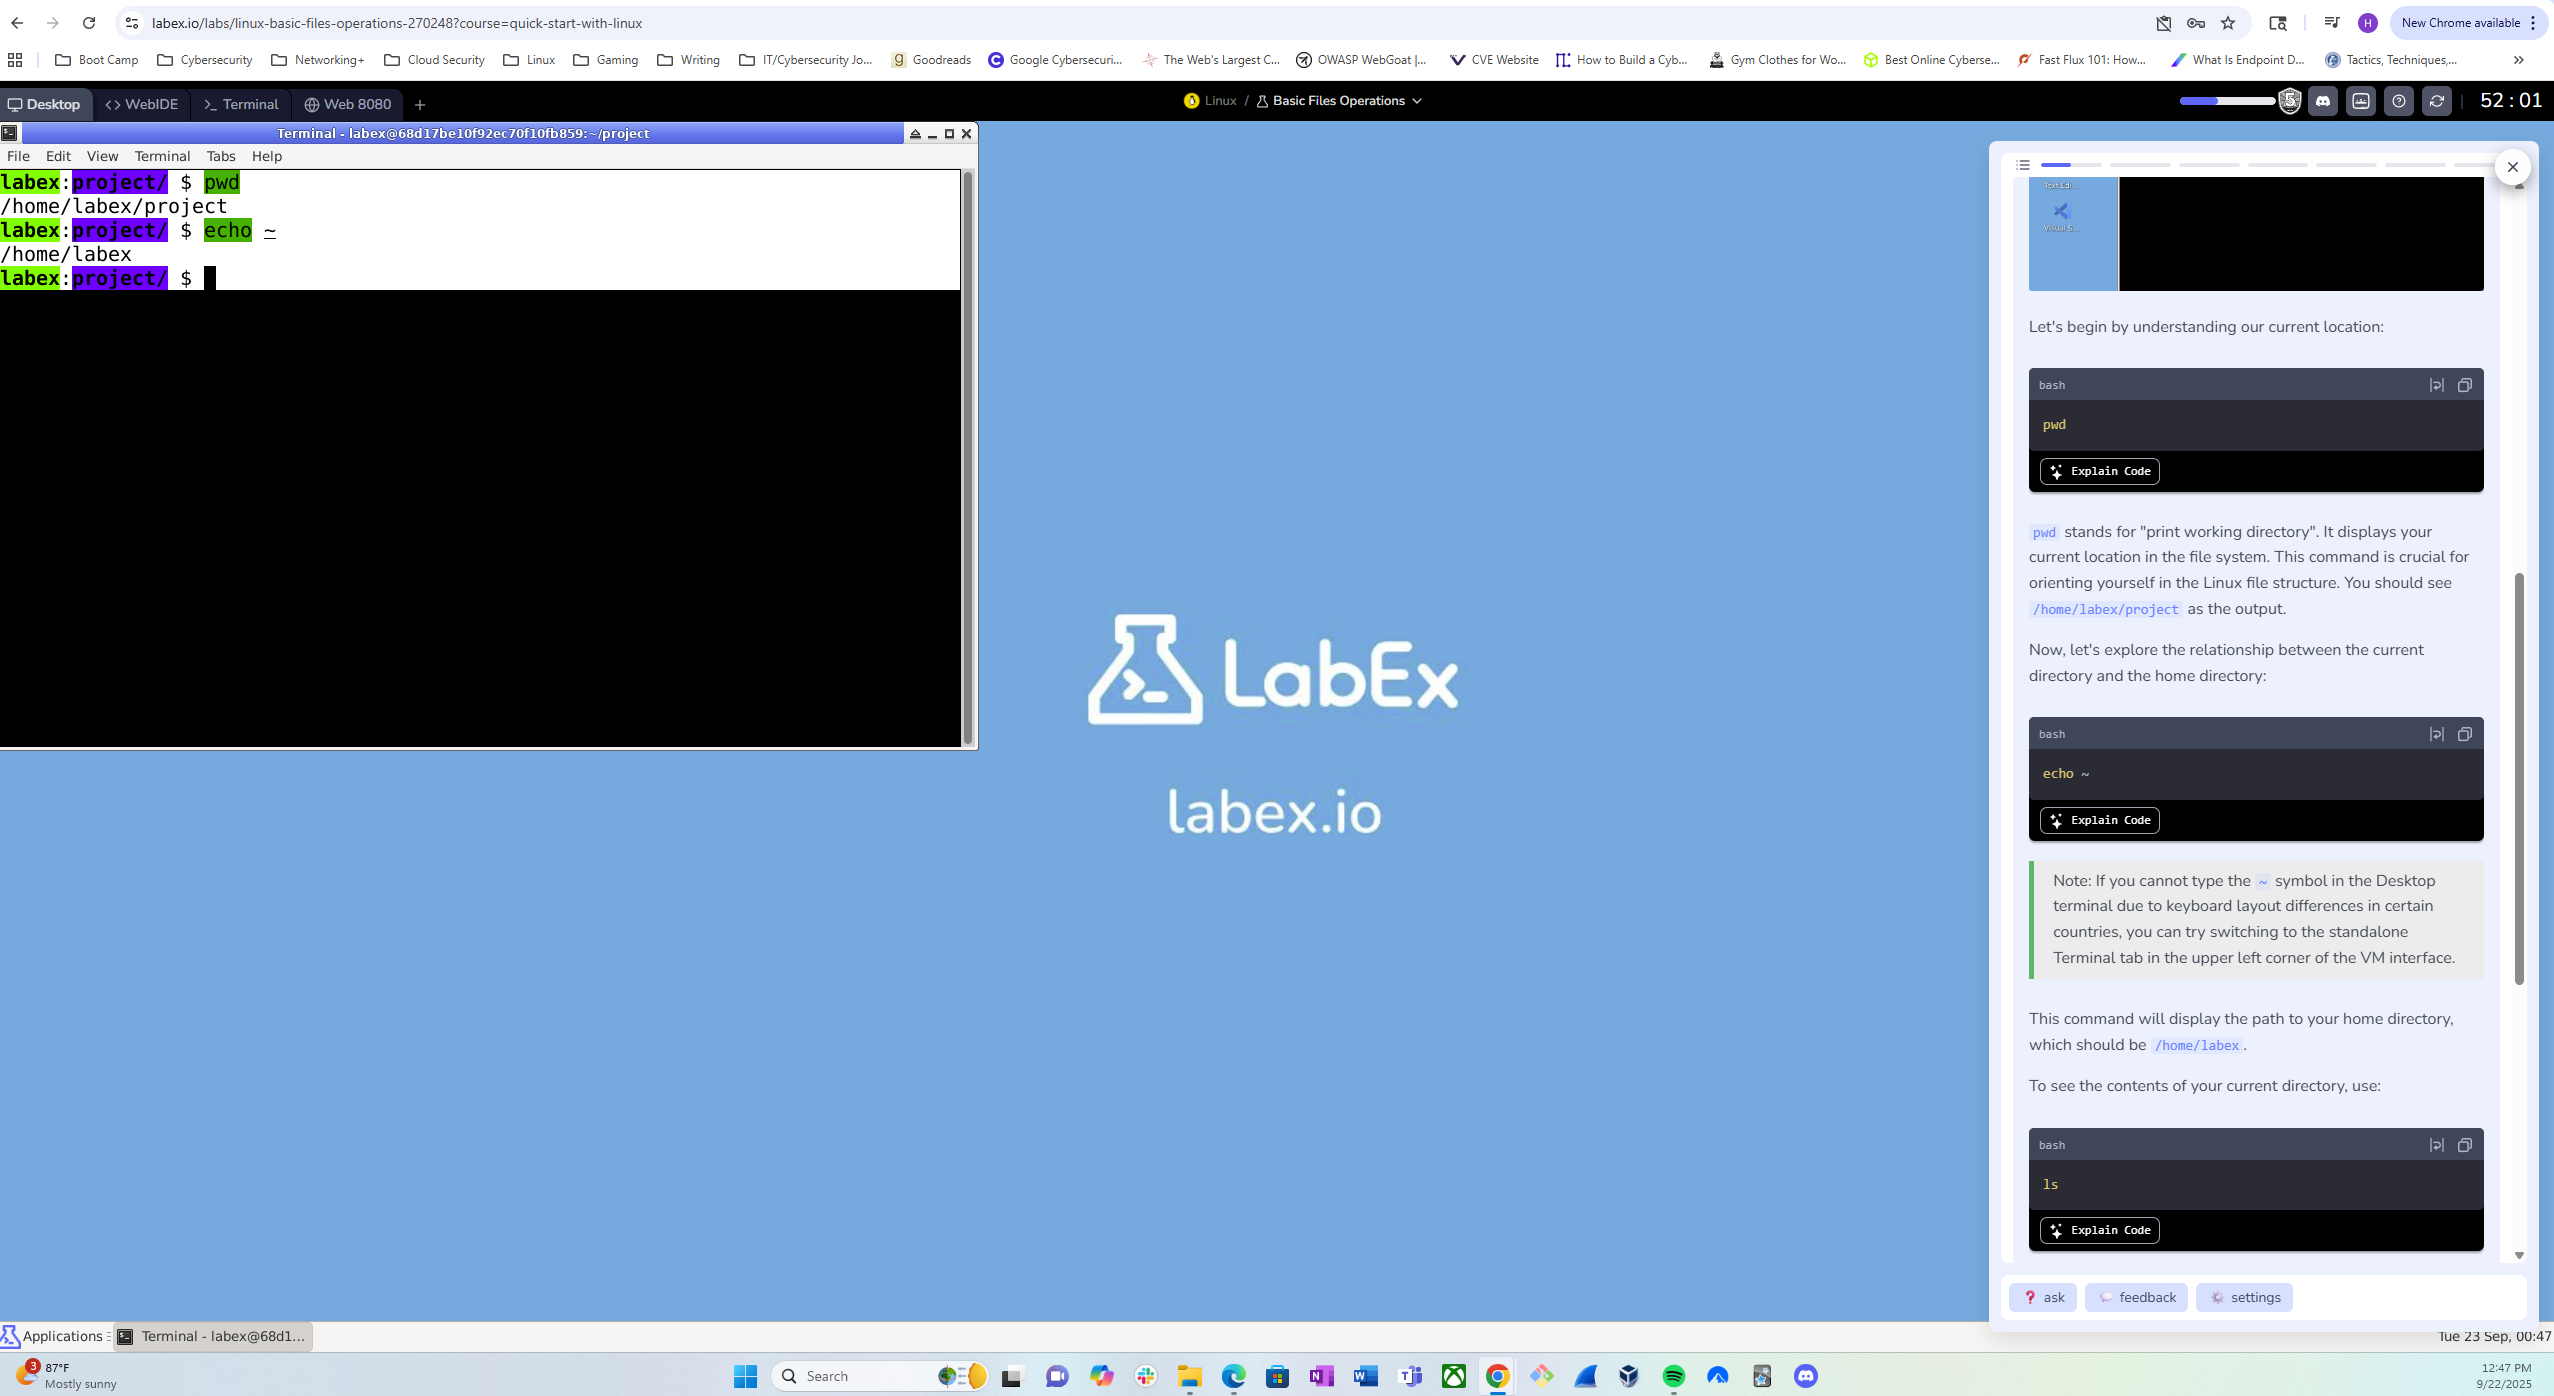 labex.io/labs/linux-basic-files-operations-270248?course=quick-start-with-linux
H
New Chrome available
Boot Camp
Cybersecurity
Networking+
Cloud Security
Linux
Gaming
Writing
IT/Cybersecurity Jo...
Goodreads
Google Cybersecuri...
The Web's Largest C...
OWASP WebGoat |...
CVE Website
How to Build a Cyb...
Gym Clothes for Wo...
Best Online Cyberse...
Fast Flux 101: How...
What Is Endpoint D...
Tactics, Techniques,...
»
Desktop
<> WebIDE
>_ Terminal
Web 8080
+
Linux / Basic Files Operations
5
52 : 01
Terminal - labex@68d17be10f92ec70f10fb859:~/project
File Edit View Terminal Tabs Help
labex:project/ $ pwd
/home/labex/project
labex:project/ $ echo ~
/home/labex
labex:project/ $
LabEx
labex.io
Text Edi...
Visual S...
Let's begin by understanding our current location:
bash
pwd
Explain Code
pwd stands for "print working directory". It displays your
current location in the file system. This command is crucial for
orienting yourself in the Linux file structure. You should see
/home/labex/project as the output.
Now, let's explore the relationship between the current
directory and the home directory:
bash
echo ~
Explain Code
Note: If you cannot type the ~ symbol in the Desktop
terminal due to keyboard layout differences in certain
countries, you can try switching to the standalone
Terminal tab in the upper left corner of the VM interface.
This command will display the path to your home directory,
which should be /home/labex.
To see the contents of your current directory, use:
bash
ls
Explain Code
? ask
feedback
settings
Applications
Terminal - labex@68d1...
Tue 23 Sep, 00:47
3
87°F
Mostly sunny
Search
12:47 PM
9/22/2025